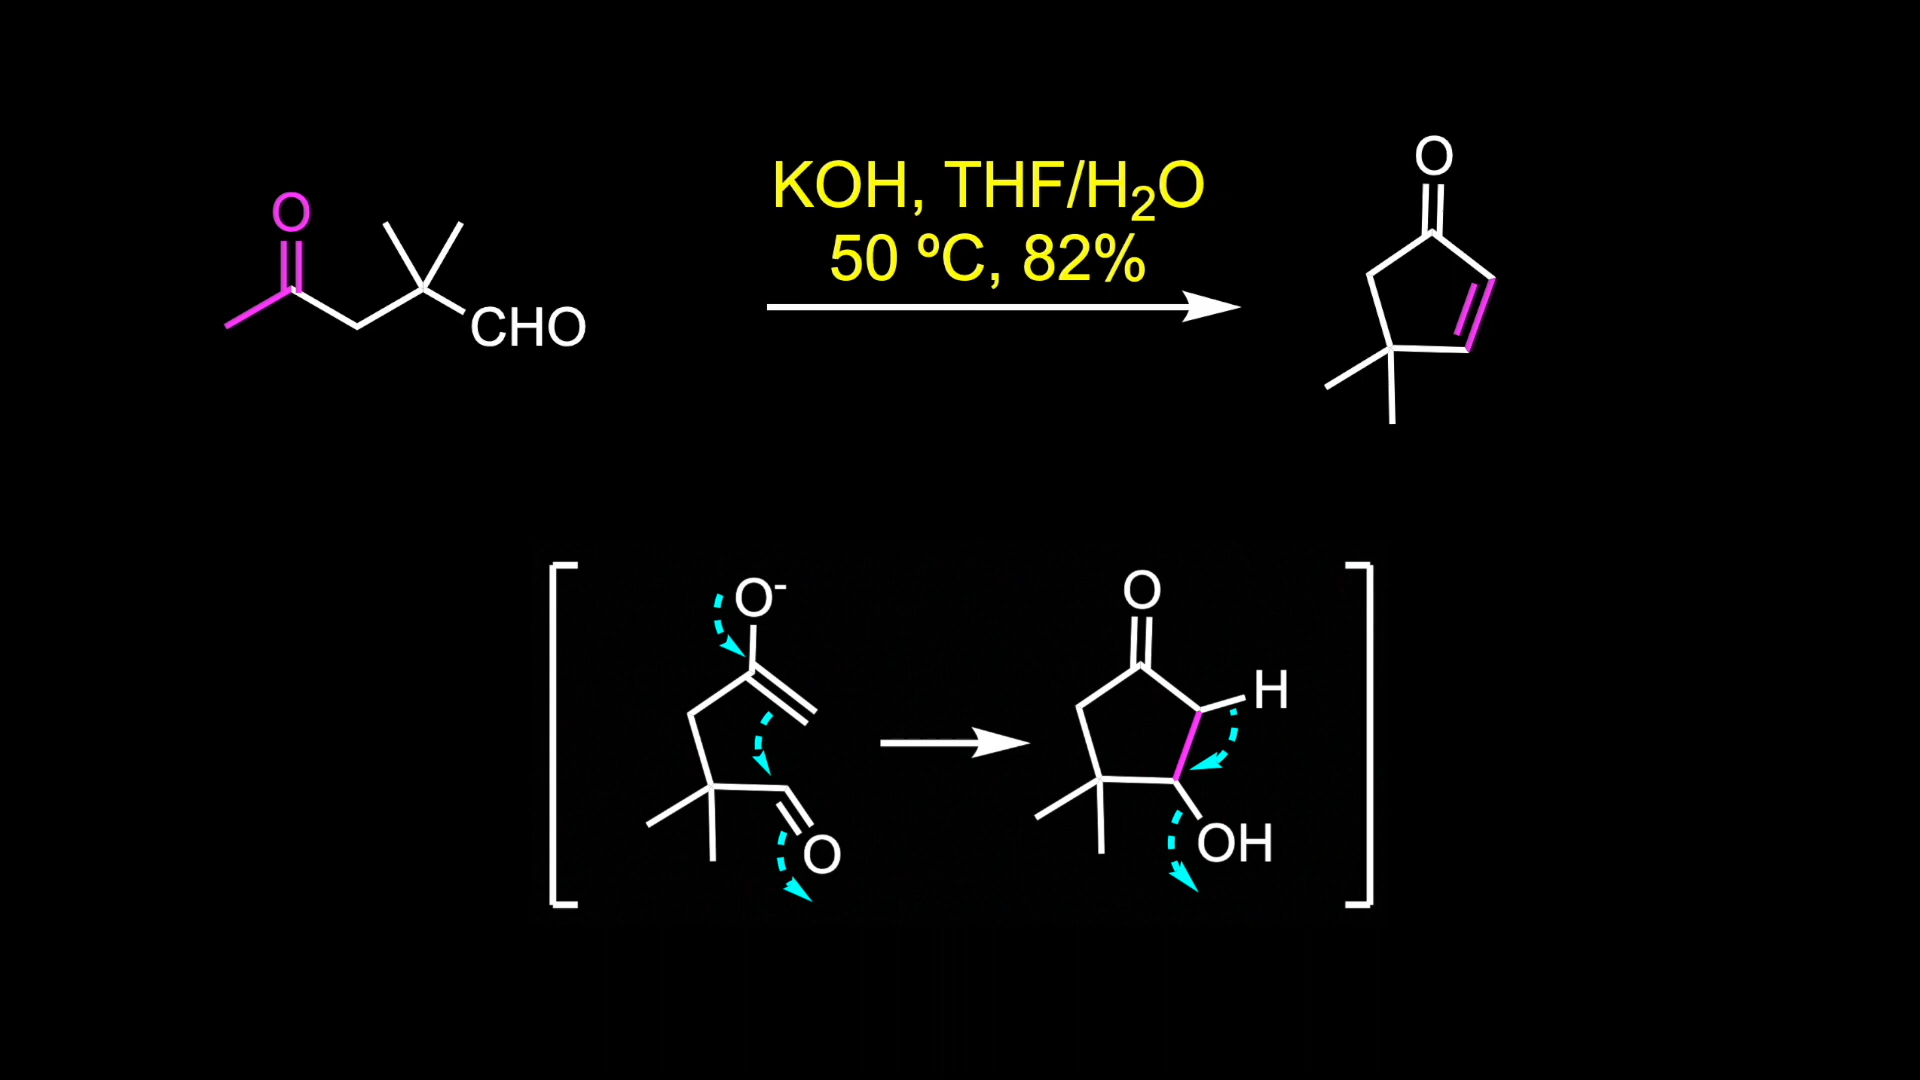 O
CHO
KOH, THF/H₂O
50 ºC, 82%
O
O⁻
O
O
H
OH